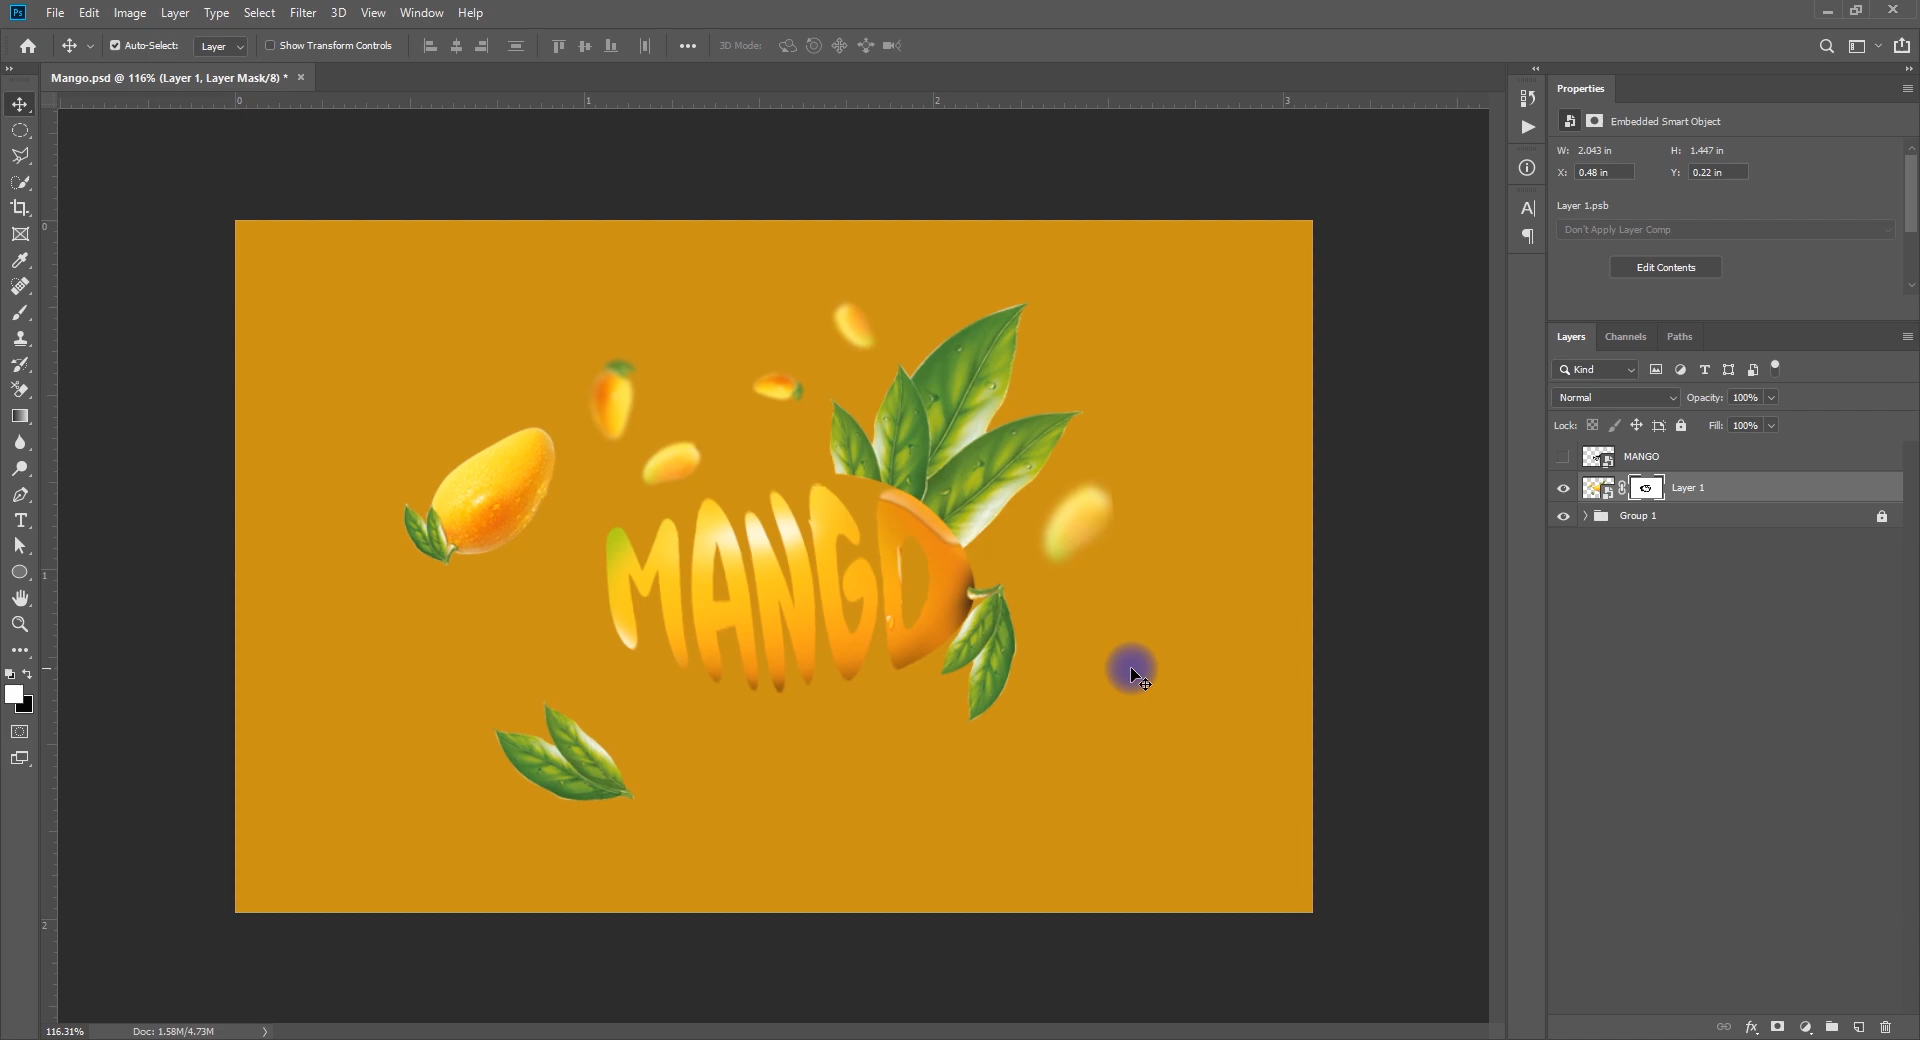 Ps File Edit Image Layer Type Select Filter 3D View Window Help
Auto-Select: Layer Show Transform Controls 3D Mode:
Mango.psd @ 116% (Layer 1, Layer Mask/8) *
0 1 2 3
0
1
2
MANGO
116.31% Doc: 1.58M/4.73M
Properties
Embedded Smart Object
W: 2.043 in H: 1.447 in
X: 0.48 in Y: 0.22 in
Layer 1.psb
Don't Apply Layer Comp
Edit Contents
Layers Channels Paths
Kind
Normal Opacity: 100%
Lock: Fill: 100%
MANGO
Layer 1
Group 1
fx